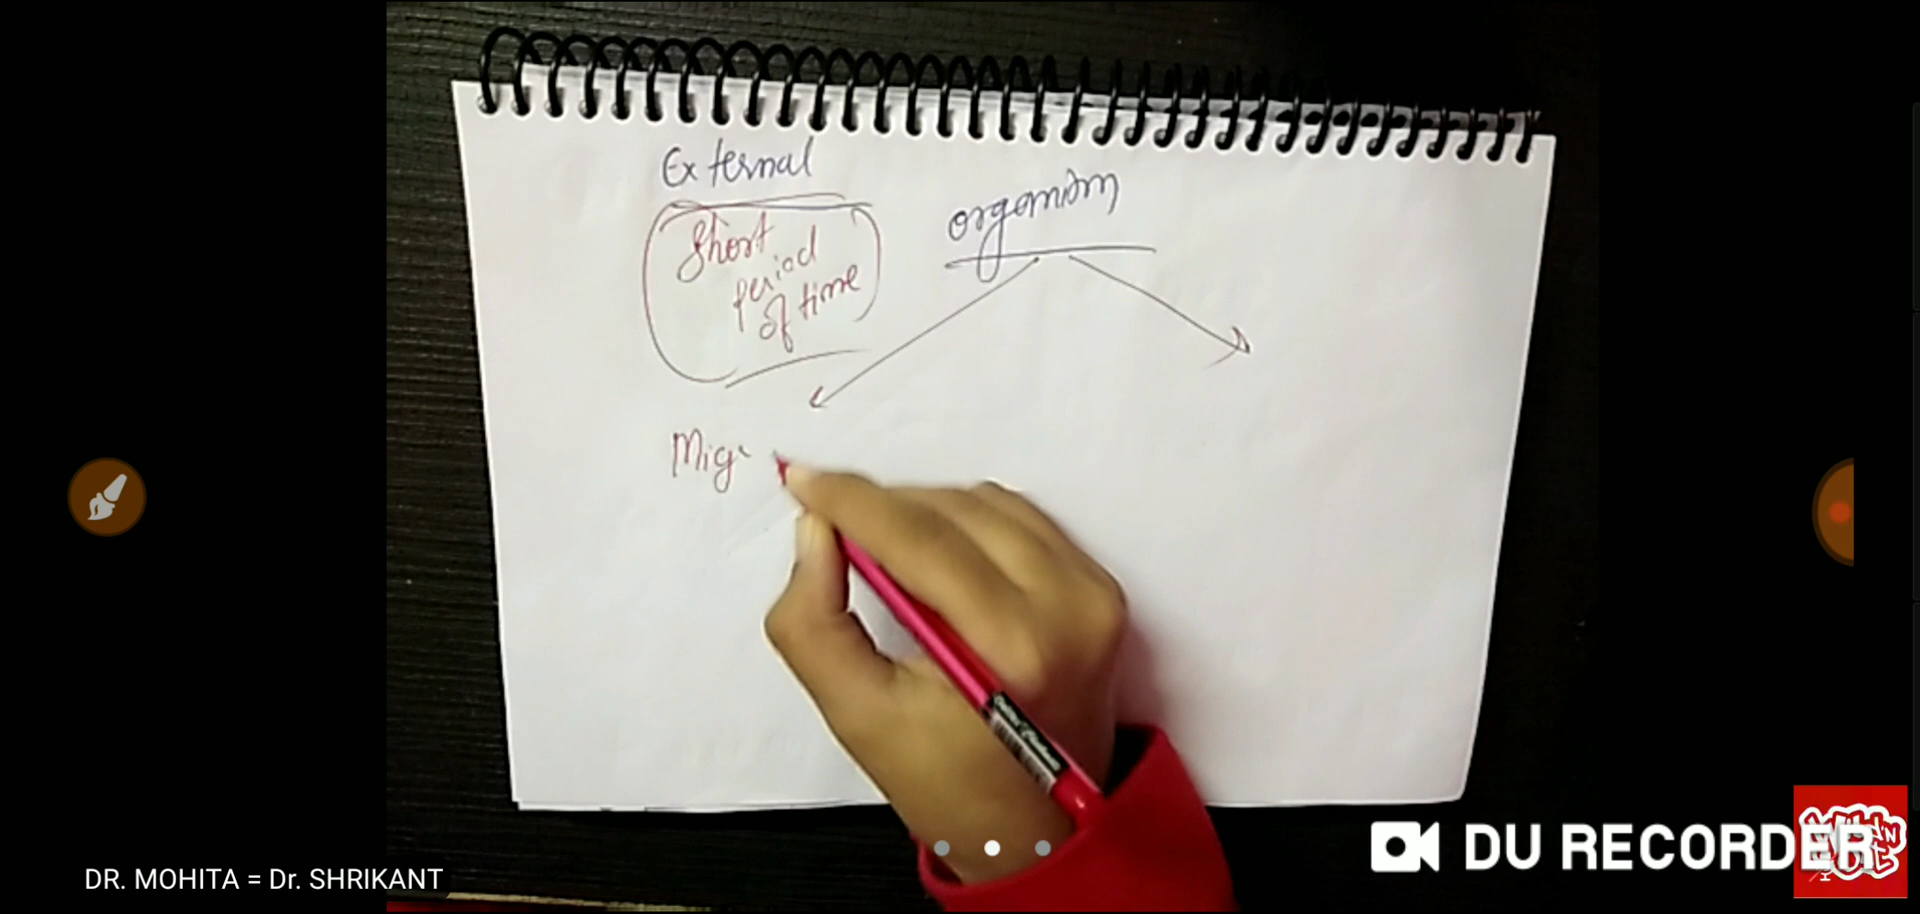 External
organism
Short
period
of time
Mig
DR. MOHITA = Dr. SHRIKANT
DU RECORDER